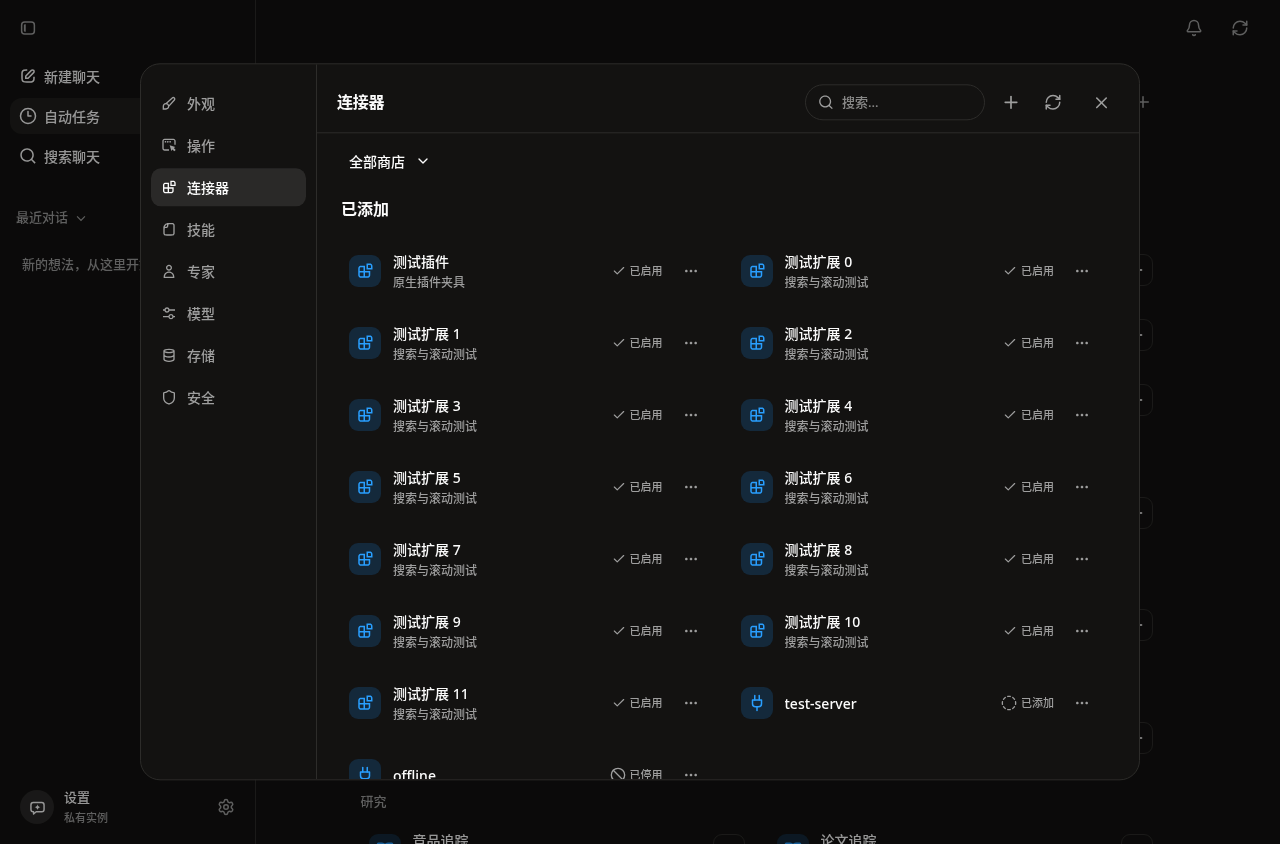 新建聊天
自动任务
搜索聊天
最近对话
新的想法，从这里开
设置
私有实例
外观
操作
连接器
技能
专家
模型
存储
安全
连接器
搜索...
全部商店
已添加
测试插件
原生插件夹具
已启用
测试扩展 0
搜索与滚动测试
已启用
测试扩展 1
搜索与滚动测试
已启用
测试扩展 2
搜索与滚动测试
已启用
测试扩展 3
搜索与滚动测试
已启用
测试扩展 4
搜索与滚动测试
已启用
测试扩展 5
搜索与滚动测试
已启用
测试扩展 6
搜索与滚动测试
已启用
测试扩展 7
搜索与滚动测试
已启用
测试扩展 8
搜索与滚动测试
已启用
测试扩展 9
搜索与滚动测试
已启用
测试扩展 10
搜索与滚动测试
已启用
测试扩展 11
搜索与滚动测试
已启用
test-server
已添加
offline
已停用
研究
竞品追踪
论文追踪